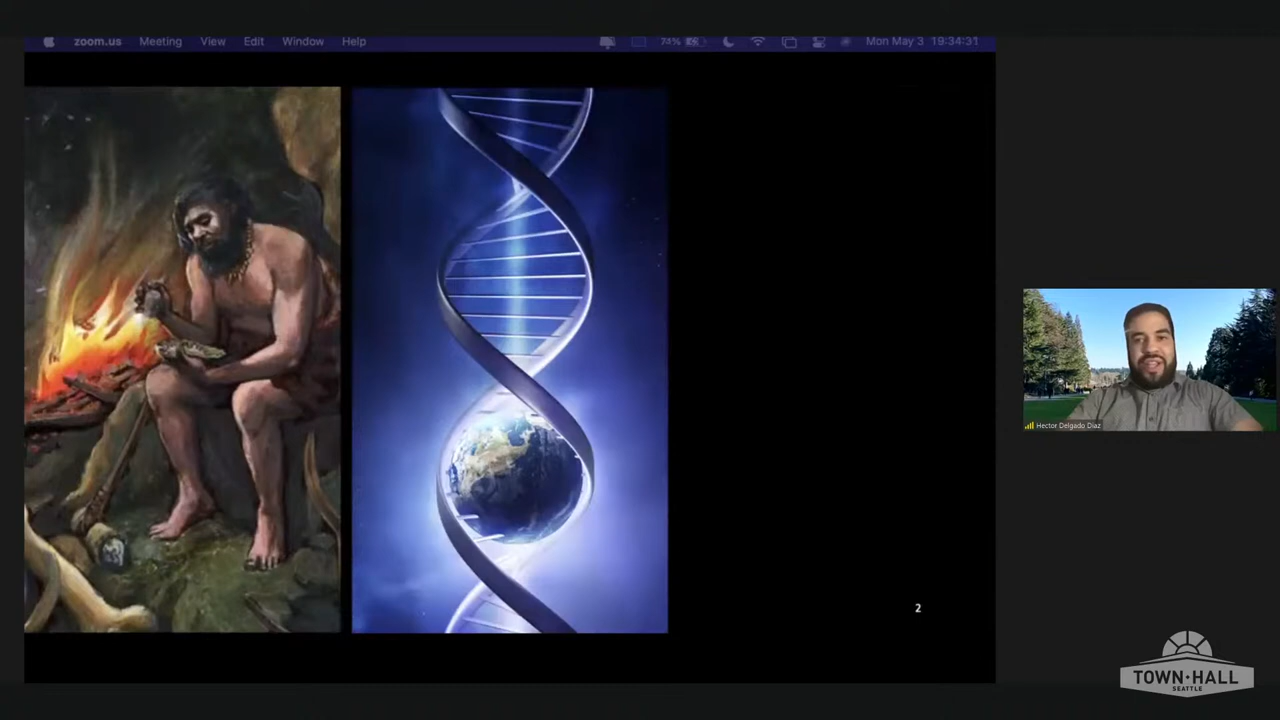 zoom.us Meeting View Edit Window Help 73% Mon May 3 19:34:31
2
Hector Delgado Diaz
TOWN·HALL
SEATTLE